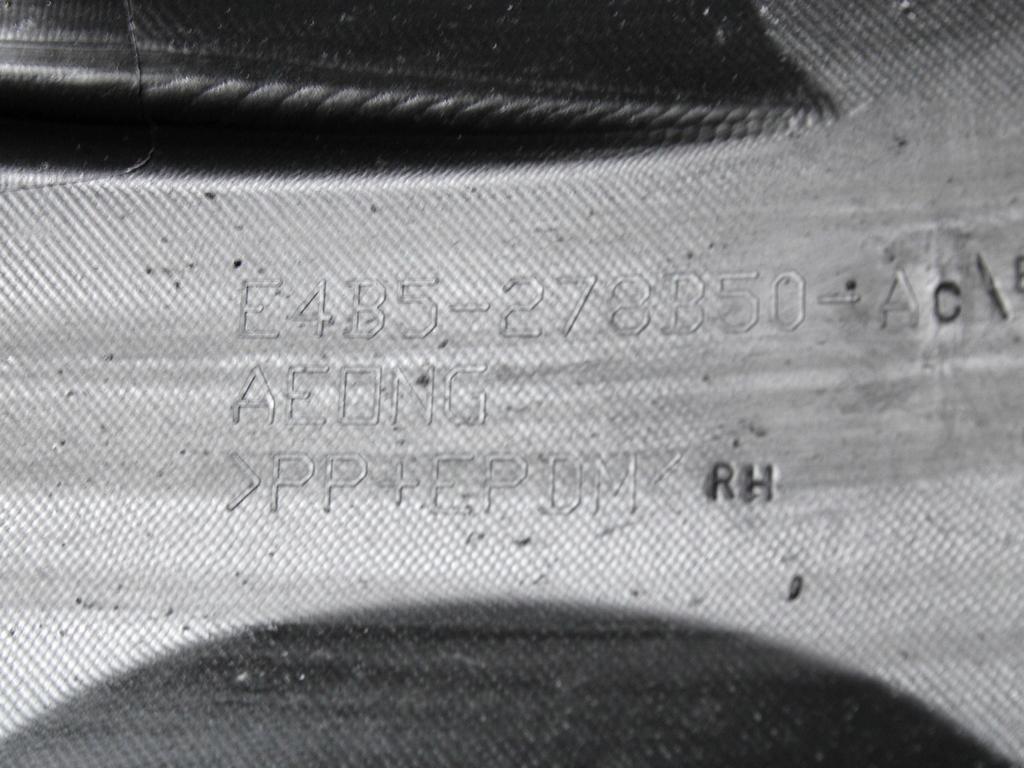 E4B5-278B50-Ac\
AEONG
>PP+EPDM< RH